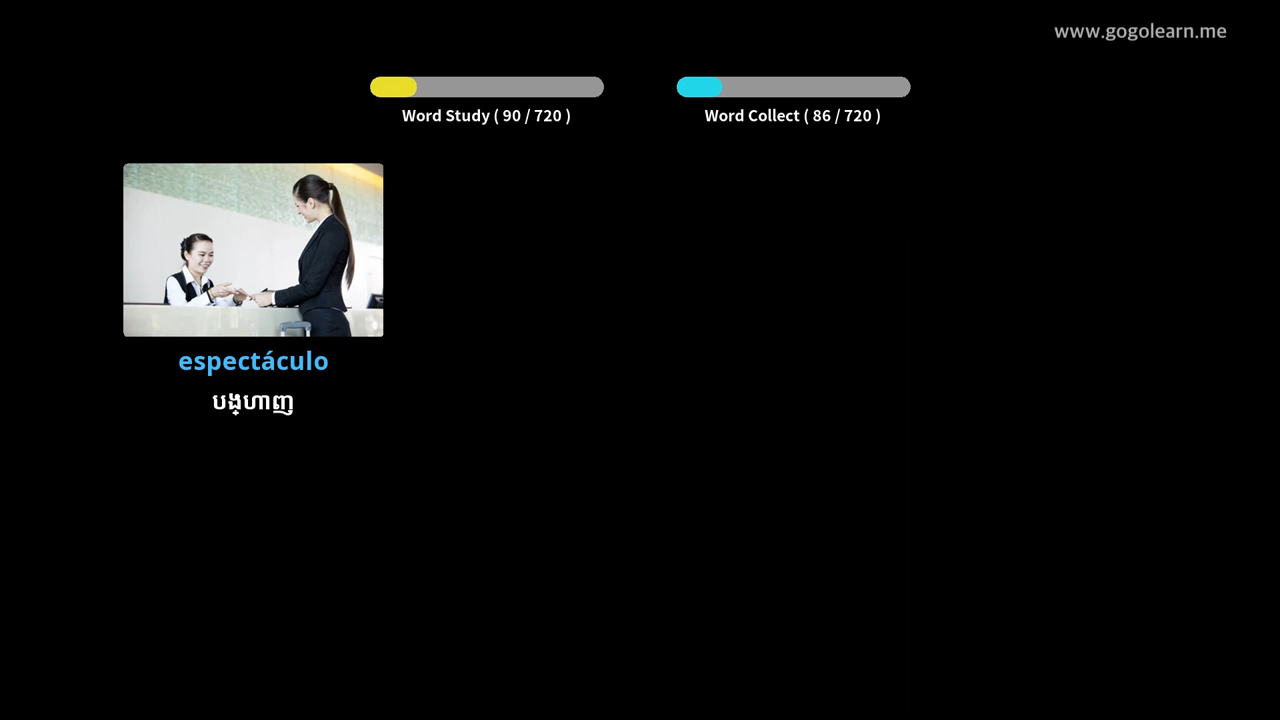 www.gogolearn.me
Word Study ( 90 / 720 )
Word Collect ( 86 / 720 )
espectáculo
បង្ហាញ